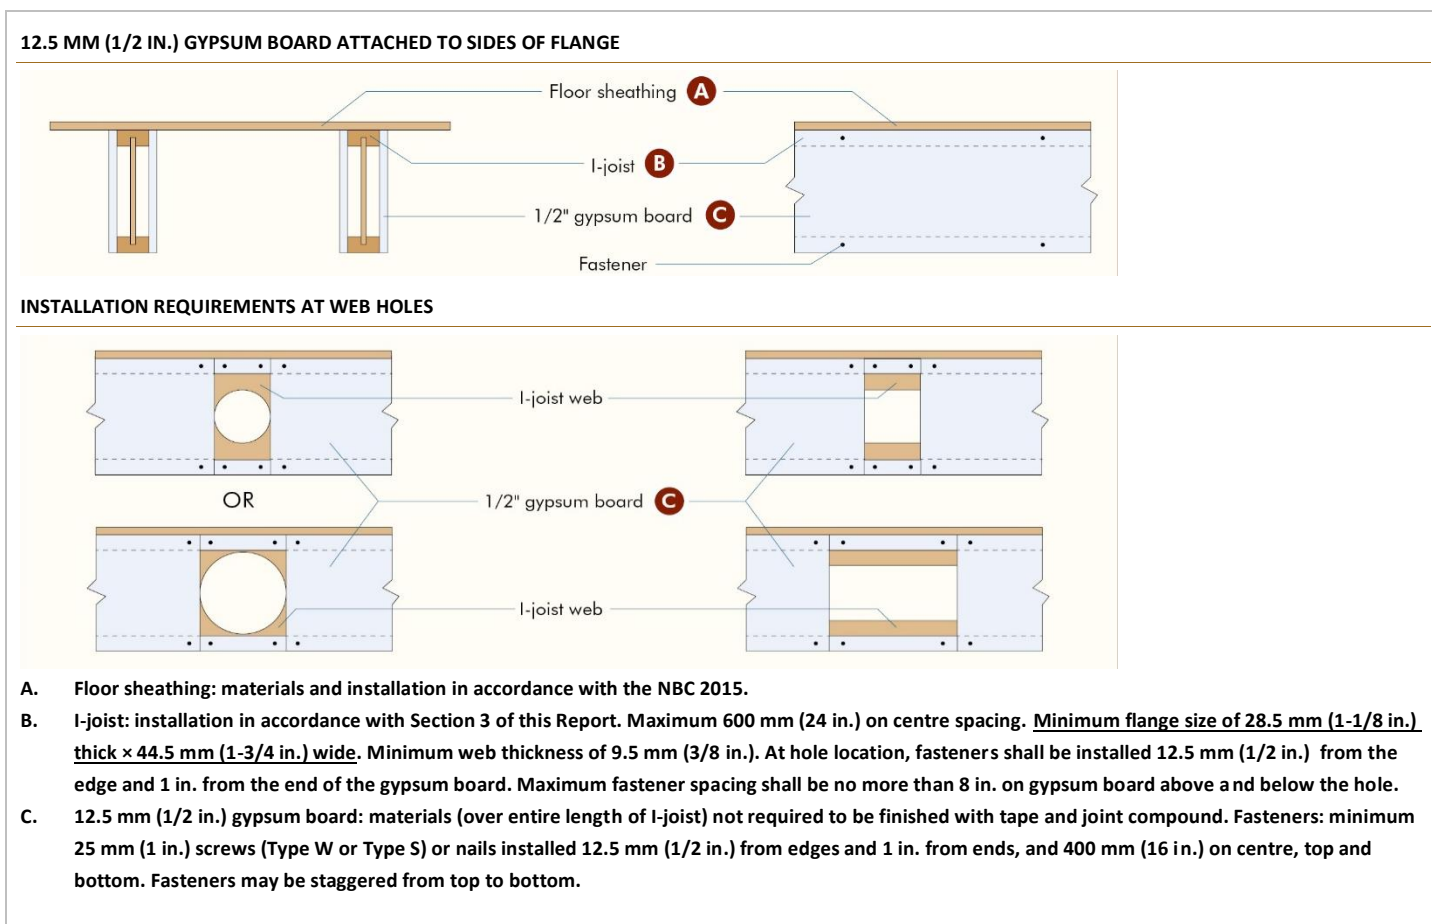 12.5 MM (1/2 IN.) GYPSUM BOARD ATTACHED TO SIDES OF FLANGE
Floor sheathing A
I-joist B
1/2" gypsum board C
Fastener
INSTALLATION REQUIREMENTS AT WEB HOLES
I-joist web
OR
1/2" gypsum board C
I-joist web
A. Floor sheathing: materials and installation in accordance with the NBC 2015.
B. I-joist: installation in accordance with Section 3 of this Report. Maximum 600 mm (24 in.) on centre spacing. Minimum flange size of 28.5 mm (1-1/8 in.)
thick × 44.5 mm (1-3/4 in.) wide. Minimum web thickness of 9.5 mm (3/8 in.). At hole location, fasteners shall be installed 12.5 mm (1/2 in.) from the
edge and 1 in. from the end of the gypsum board. Maximum fastener spacing shall be no more than 8 in. on gypsum board above and below the hole.
C. 12.5 mm (1/2 in.) gypsum board: materials (over entire length of I-joist) not required to be finished with tape and joint compound. Fasteners: minimum
25 mm (1 in.) screws (Type W or Type S) or nails installed 12.5 mm (1/2 in.) from edges and 1 in. from ends, and 400 mm (16 in.) on centre, top and
bottom. Fasteners may be staggered from top to bottom.